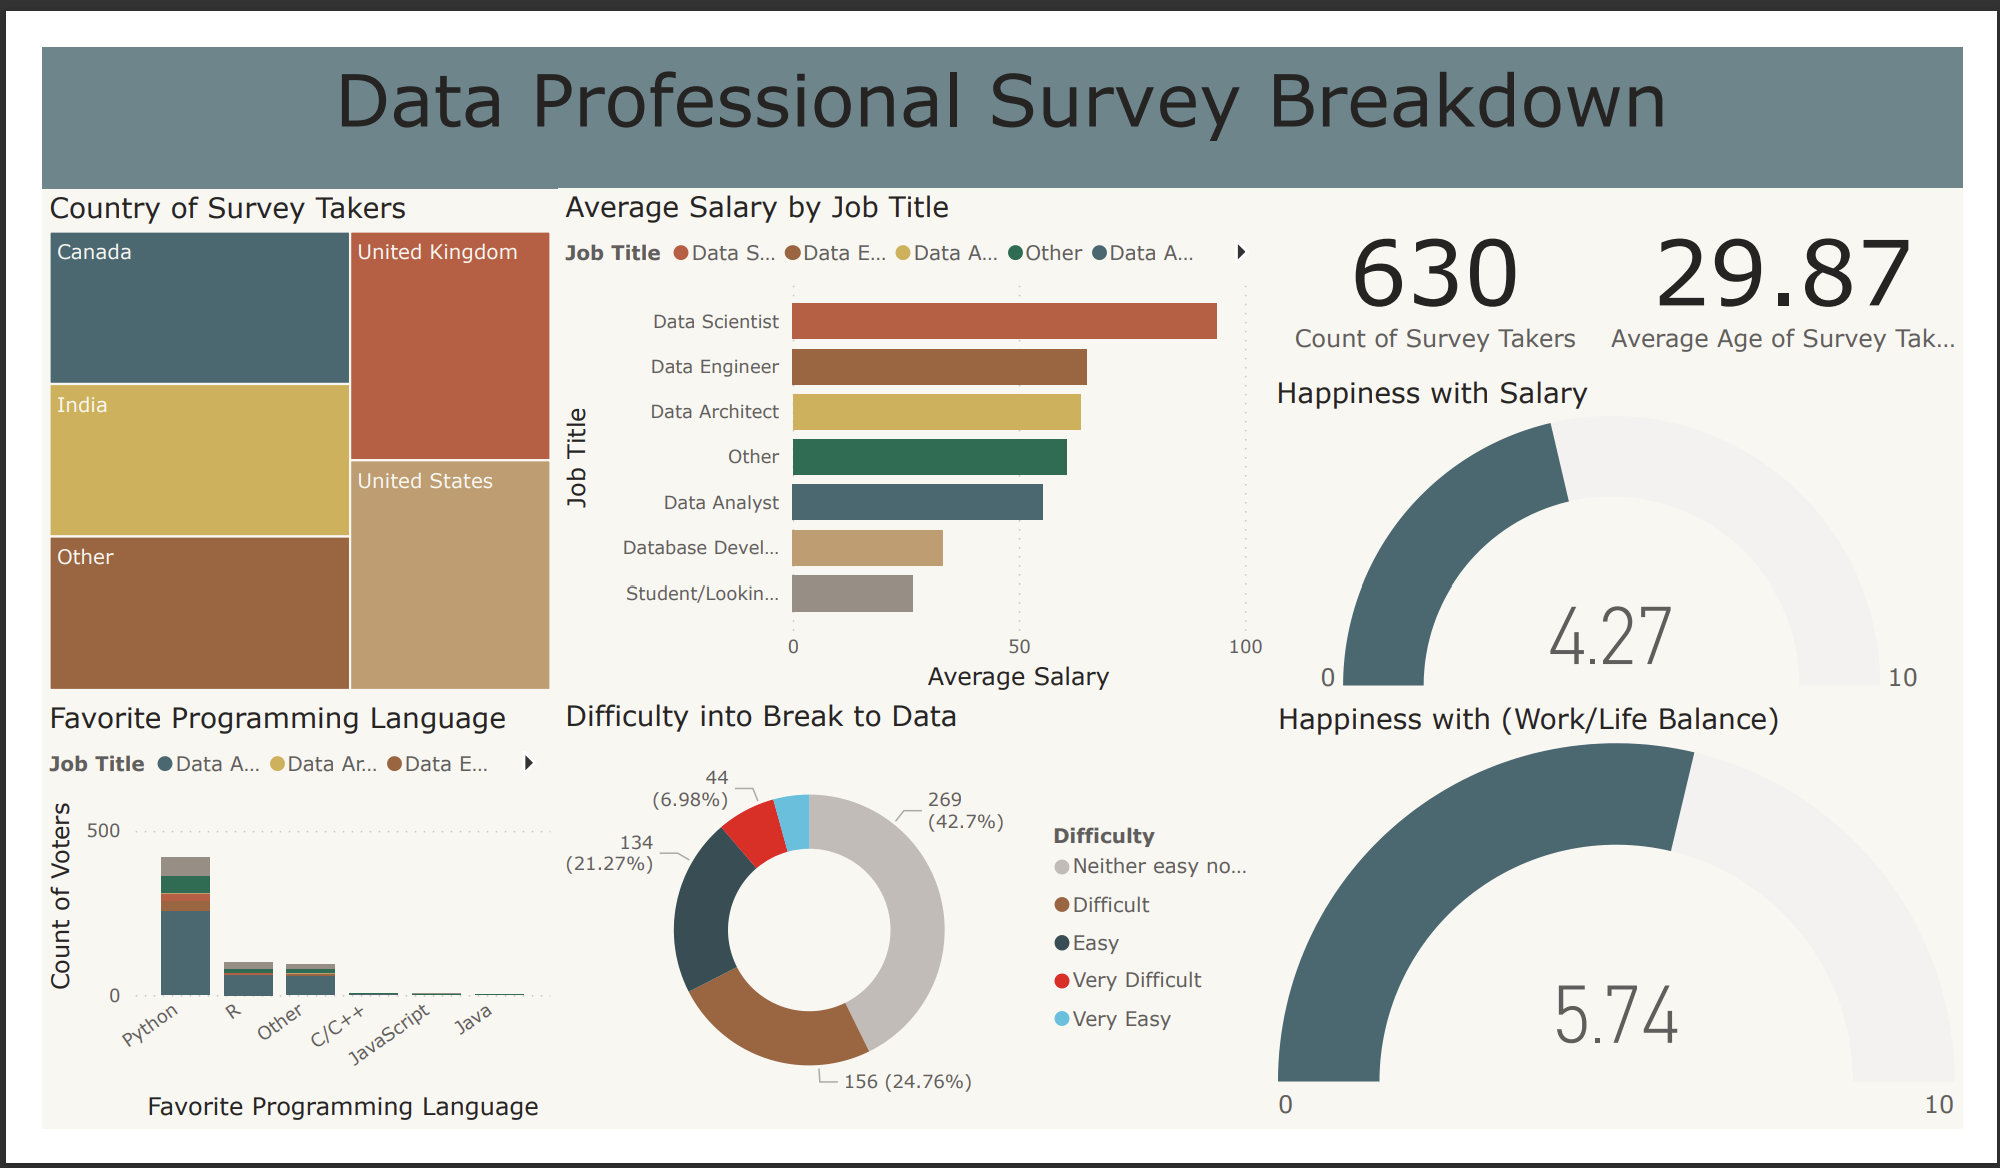 Data Professional Survey Breakdown
Country of Survey Takers
Canada
United Kingdom
India
United States
Other
Average Salary by Job Title
Job Title Data S... Data E... Data A... Other Data A...
Job Title
Data Scientist
Data Engineer
Data Architect
Other
Data Analyst
Database Devel...
Student/Lookin...
0 50 100
Average Salary
630
Count of Survey Takers
29.87
Average Age of Survey Tak...
Happiness with Salary
4.27
0 10
Favorite Programming Language
Job Title Data A... Data Ar... Data E...
Count of Voters
500
0
Python R Other C/C++ JavaScript Java
Favorite Programming Language
Difficulty into Break to Data
44
(6.98%)
269
(42.7%)
134
(21.27%)
156 (24.76%)
Difficulty
Neither easy no...
Difficult
Easy
Very Difficult
Very Easy
Happiness with (Work/Life Balance)
5.74
0 10